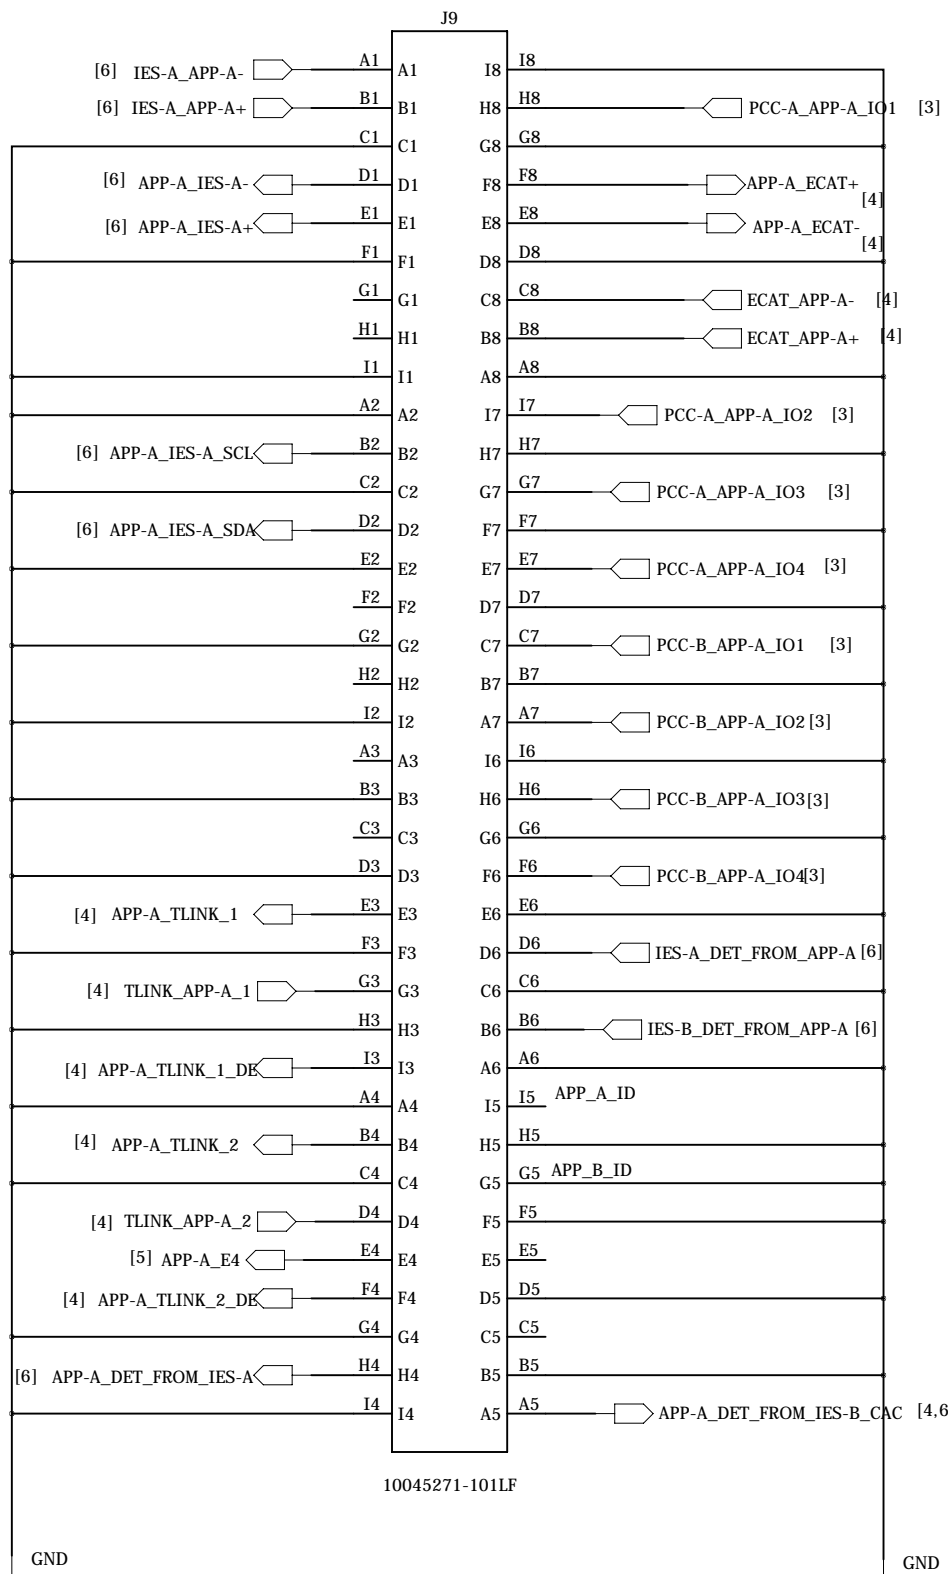 J9
[6] IES-A_APP-A- A1 A1 I8 I8
[6] IES-A_APP-A+ B1 B1 H8 H8 PCC-A_APP-A_IO1 [3]
C1 C1 G8 G8
[6] APP-A_IES-A- D1 D1 F8 F8 APP-A_ECAT+ [4]
[6] APP-A_IES-A+ E1 E1 E8 E8 APP-A_ECAT- [4]
F1 F1 D8 D8
G1 G1 C8 C8 ECAT_APP-A- [4]
H1 H1 B8 B8 ECAT_APP-A+ [4]
I1 I1 A8 A8
A2 A2 I7 I7 PCC-A_APP-A_IO2 [3]
[6] APP-A_IES-A_SCL B2 B2 H7 H7
C2 C2 G7 G7 PCC-A_APP-A_IO3 [3]
[6] APP-A_IES-A_SDA D2 D2 F7 F7
E2 E2 E7 E7 PCC-A_APP-A_IO4 [3]
F2 F2 D7 D7
G2 G2 C7 C7 PCC-B_APP-A_IO1 [3]
H2 H2 B7 B7
I2 I2 A7 A7 PCC-B_APP-A_IO2 [3]
A3 A3 I6 I6
B3 B3 H6 H6 PCC-B_APP-A_IO3 [3]
C3 C3 G6 G6
D3 D3 F6 F6 PCC-B_APP-A_IO4 [3]
[4] APP-A_TLINK_1 E3 E3 E6 E6
F3 F3 D6 D6 IES-A_DET_FROM_APP-A [6]
[4] TLINK_APP-A_1 G3 G3 C6 C6
H3 H3 B6 B6 IES-B_DET_FROM_APP-A [6]
[4] APP-A_TLINK_1_DE I3 I3 A6 A6
A4 A4 I5 I5 APP_A_ID
[4] APP-A_TLINK_2 B4 B4 H5 H5
C4 C4 G5 G5 APP_B_ID
[4] TLINK_APP-A_2 D4 D4 F5 F5
[5] APP-A_E4 E4 E4 E5 E5
[4] APP-A_TLINK_2_DE F4 F4 D5 D5
G4 G4 C5 C5
[6] APP-A_DET_FROM_IES-A H4 H4 B5 B5
I4 I4 A5 A5 APP-A_DET_FROM_IES-B_CAC [4,6
10045271-101LF
GND
GND